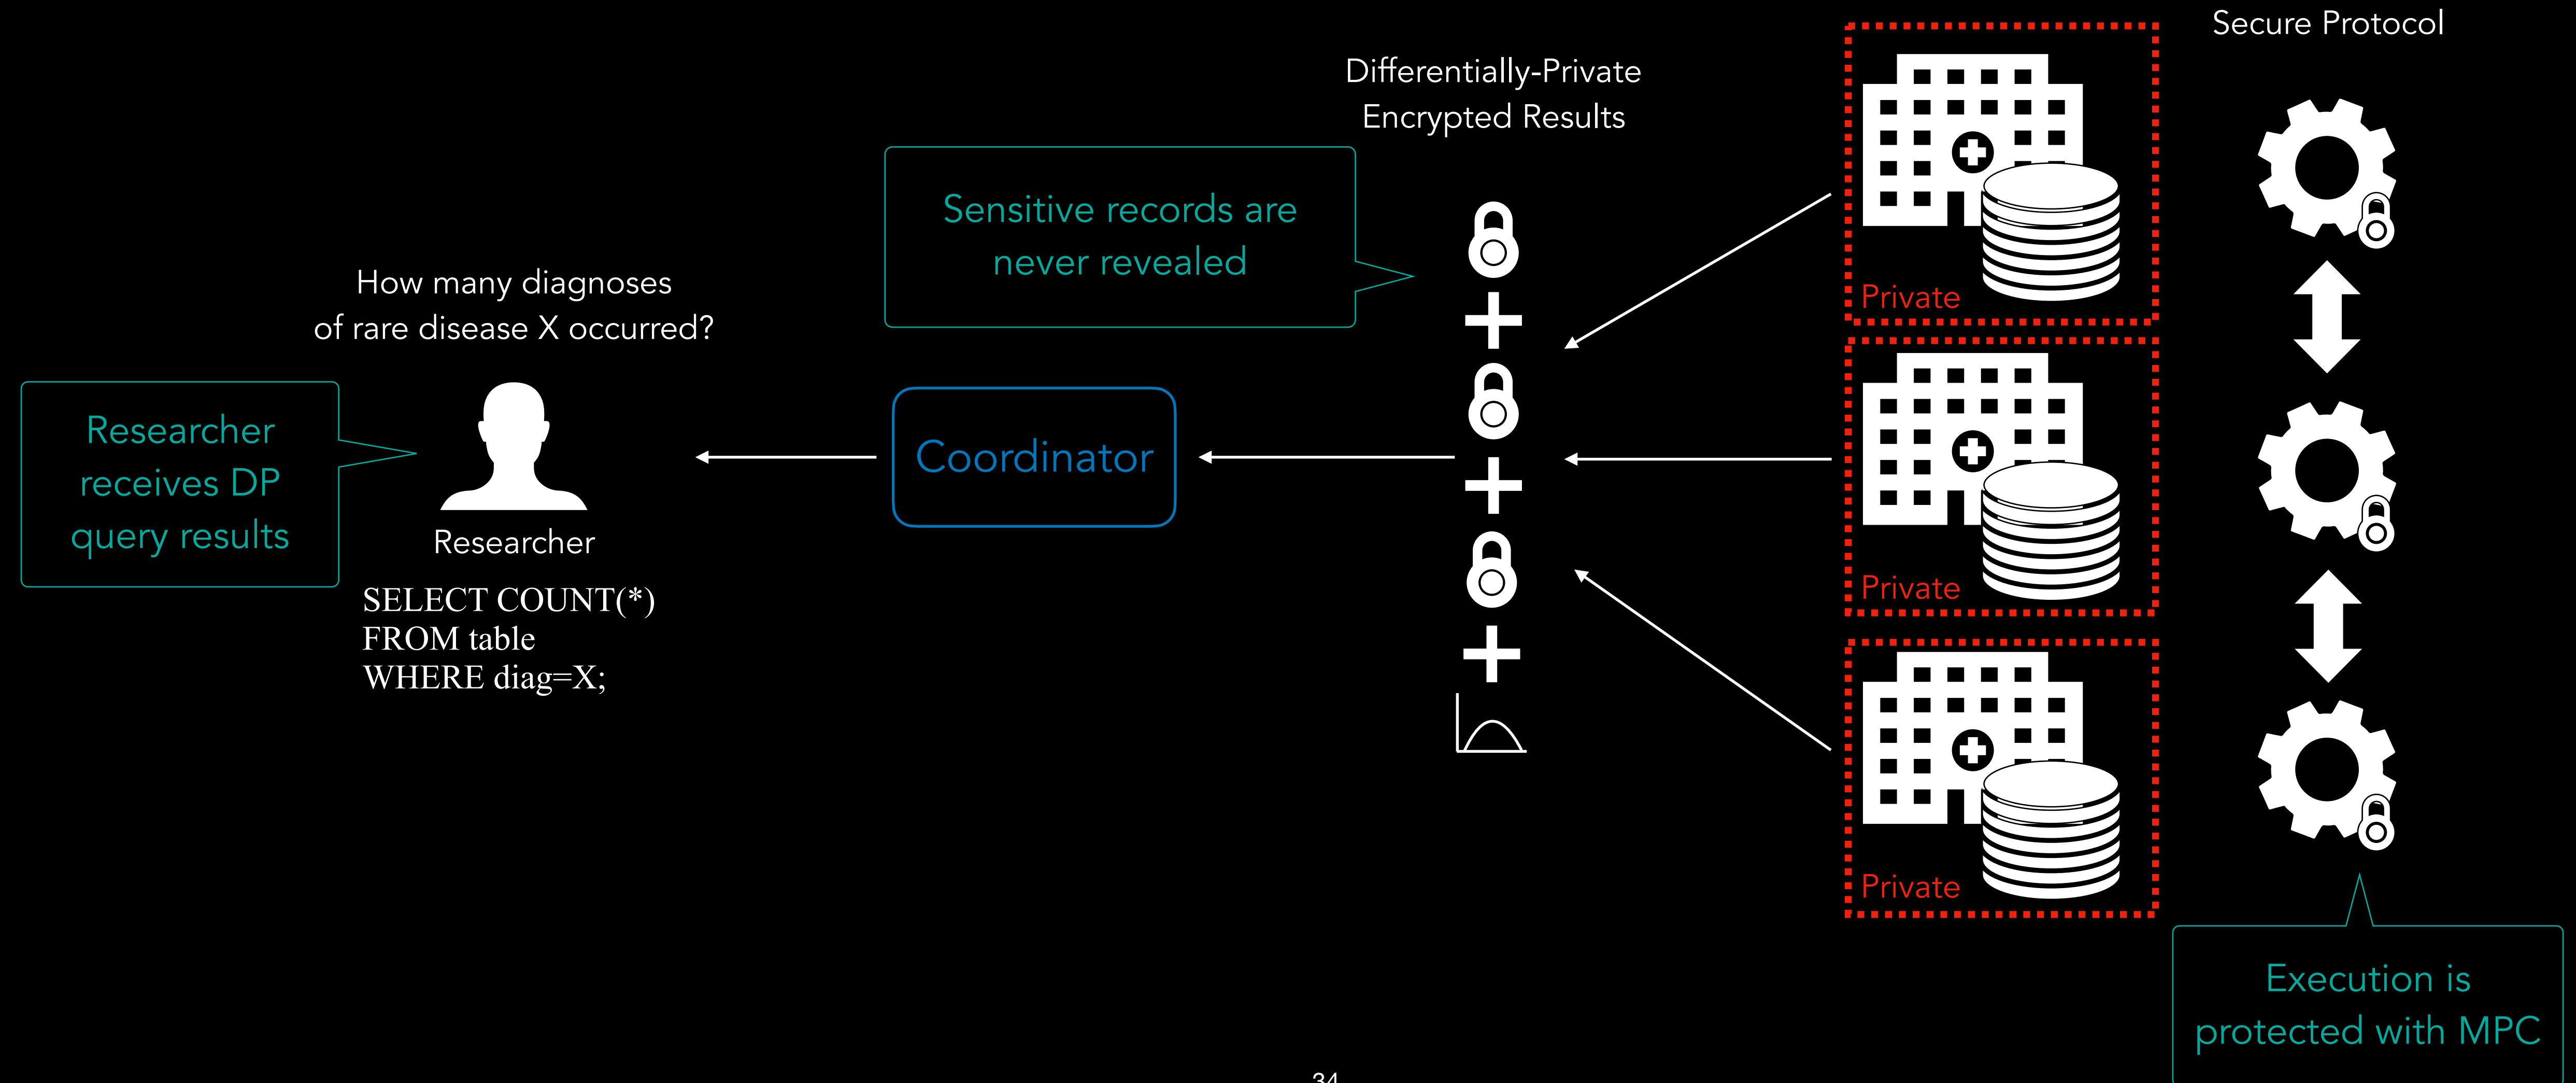 Secure Protocol
Differentially-Private
Encrypted Results
Sensitive records are
never revealed
How many diagnoses
of rare disease X occurred?
Researcher
receives DP
query results
Researcher
SELECT COUNT(*)
FROM table
WHERE diag=X;
Coordinator
Private
Private
Private
Execution is
protected with MPC
34